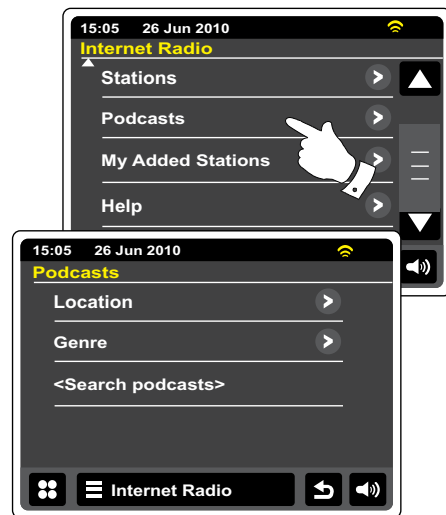 15:05 26 Jun 2010
Internet Radio
Stations
Podcasts
My Added Stations
Help
15:05 26 Jun 2010
Podcasts
Location
Genre
<Search podcasts>
Internet Radio